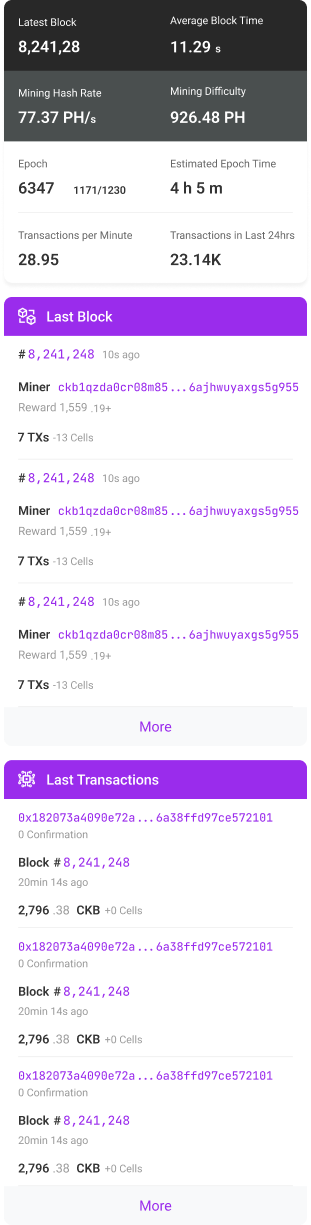 Latest Block Average Block Time
8,241,28 11.29 s
Mining Hash Rate Mining Difficulty
77.37 PH/s 926.48 PH
Epoch Estimated Epoch Time
6347 1171/1230 4 h 5 m
Transactions per Minute Transactions in Last 24hrs
28.95 23.14K
Last Block
# 8,241,248 10s ago
Miner ckb1qzda0cr08m85...6ajhwuyaxgs5g955
Reward 1,559 .19+
7 TXs -13 Cells
# 8,241,248 10s ago
Miner ckb1qzda0cr08m85...6ajhwuyaxgs5g955
Reward 1,559 .19+
7 TXs -13 Cells
# 8,241,248 10s ago
Miner ckb1qzda0cr08m85...6ajhwuyaxgs5g955
Reward 1,559 .19+
7 TXs -13 Cells
More
Last Transactions
0x182073a4090e72a...6a38ffd97ce572101
0 Confirmation
Block # 8,241,248
20min 14s ago
2,796 .38 CKB +0 Cells
0x182073a4090e72a...6a38ffd97ce572101
0 Confirmation
Block # 8,241,248
20min 14s ago
2,796 .38 CKB +0 Cells
0x182073a4090e72a...6a38ffd97ce572101
0 Confirmation
Block # 8,241,248
20min 14s ago
2,796 .38 CKB +0 Cells
More